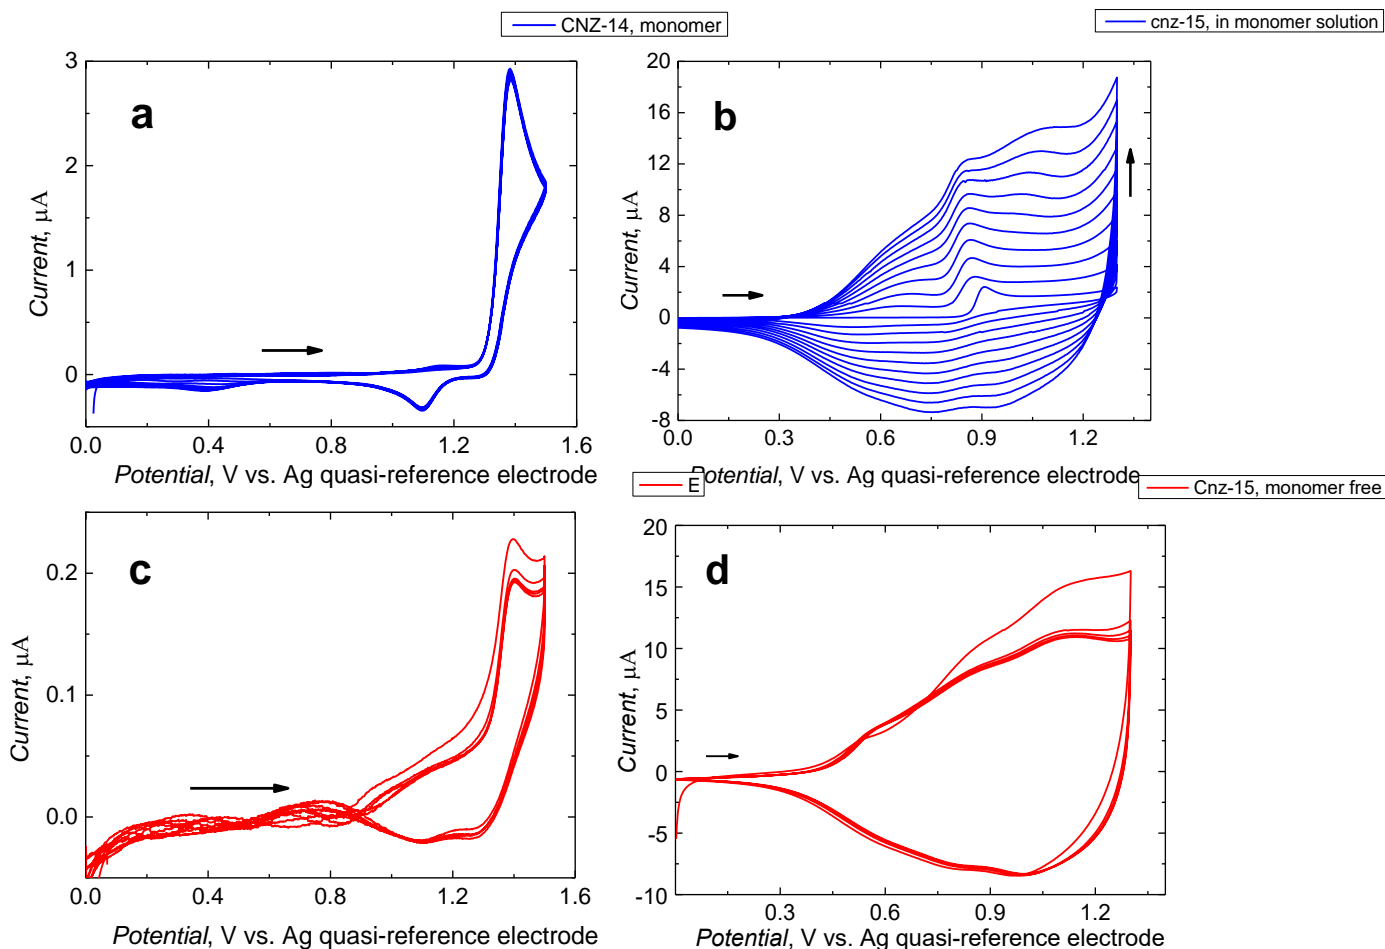 CNZ-14, monomer
cnz-15, in monomer solution
a
3
2
1
0
Current, µA
0.0 0.4 0.8 1.2 1.6
Potential, V vs. Ag quasi-reference electrode
b
20
16
12
8
4
0
-4
-8
Current, µA
0.0 0.3 0.6 0.9 1.2
Potential, V vs. Ag quasi-reference electrode
E
Cnz-15, monomer free
c
0.2
0.1
0.0
Current, µA
0.0 0.4 0.8 1.2 1.6
Potential, V vs. Ag quasi-reference electrode
d
20
15
10
5
0
-5
-10
Current, µA
0.3 0.6 0.9 1.2
Potential, V vs. Ag quasi-reference electrode